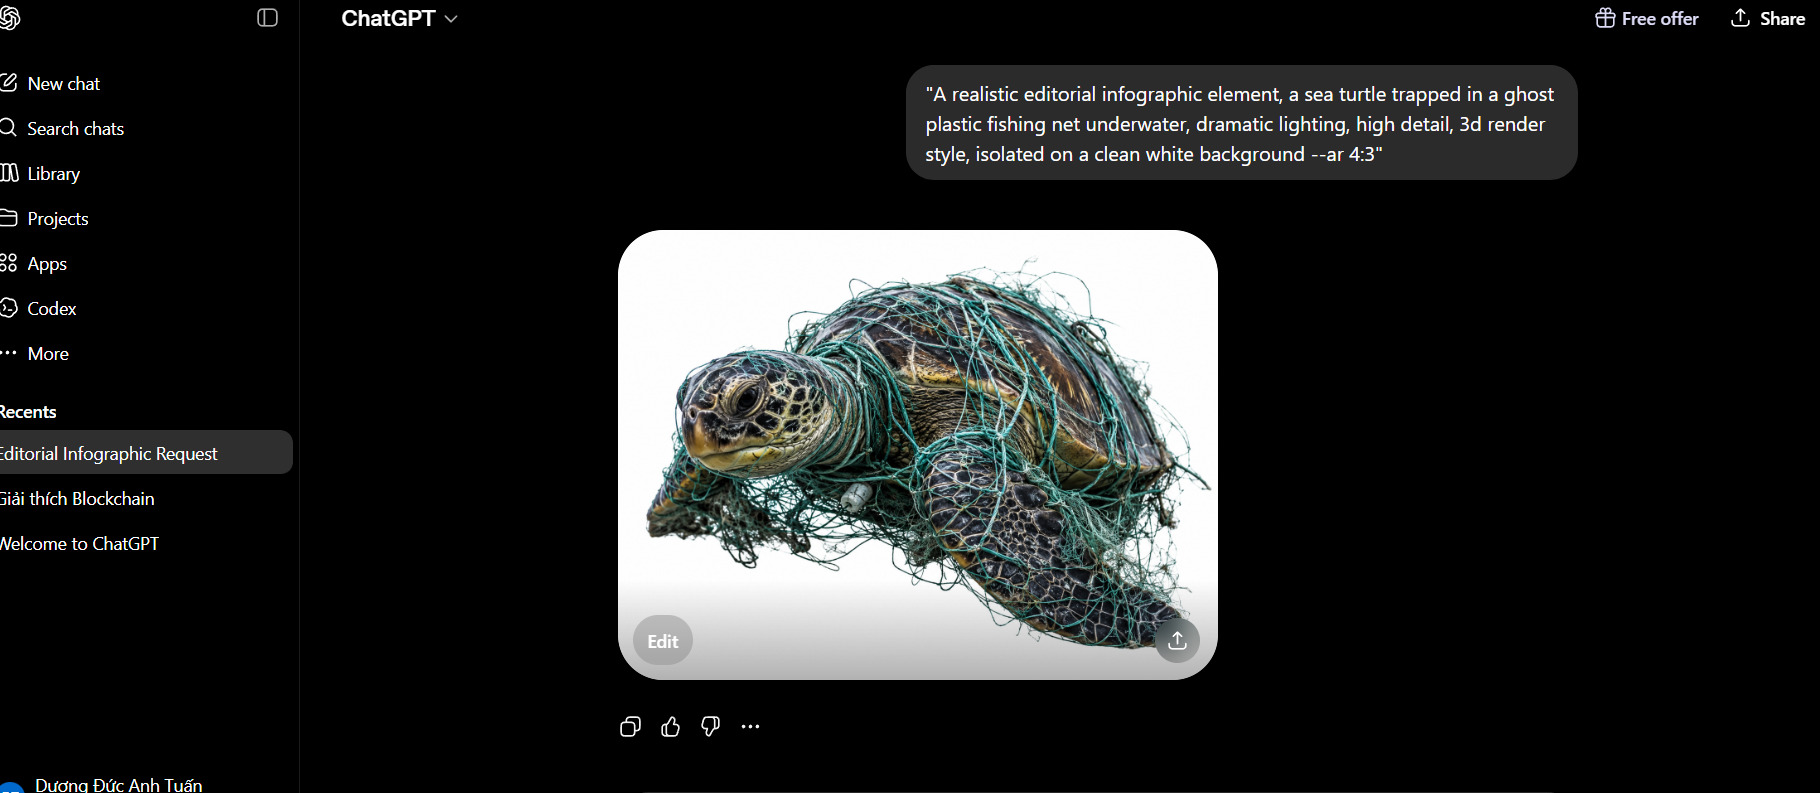 ChatGPT
Free offer
Share
New chat
Search chats
Library
Projects
Apps
Codex
More
Recents
Editorial Infographic Request
Giải thích Blockchain
Welcome to ChatGPT
Dương Đức Anh Tuấn
"A realistic editorial infographic element, a sea turtle trapped in a ghost
plastic fishing net underwater, dramatic lighting, high detail, 3d render
style, isolated on a clean white background --ar 4:3"
Edit